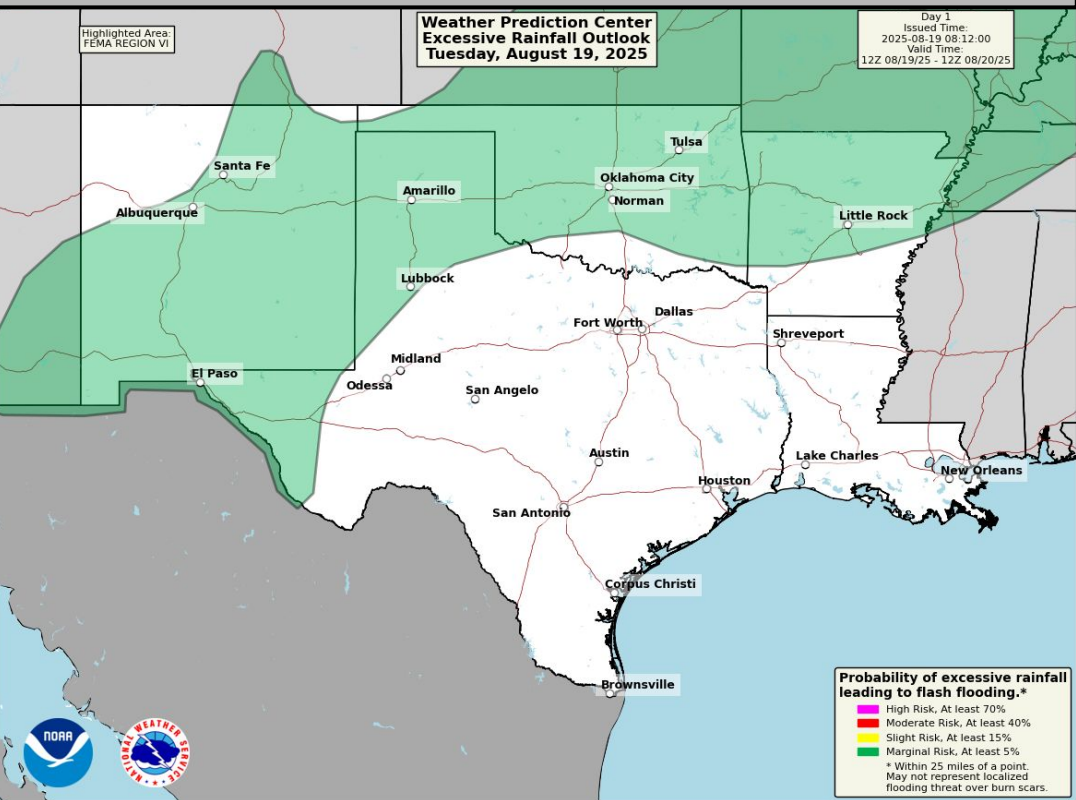 Highlighted Area:
FEMA REGION VI
Weather Prediction Center
Excessive Rainfall Outlook
Tuesday, August 19, 2025
Day 1
Issued Time:
2025-08-19 08:12:00
Valid Time:
12Z 08/19/25 - 12Z 08/20/25
Tulsa
Santa Fe
Oklahoma City
Amarillo
Norman
Albuquerque
Little Rock
Lubbock
Dallas
Fort Worth
Shreveport
Midland
El Paso
Odessa
San Angelo
Austin
Lake Charles
New Orleans
Houston
San Antonio
Corpus Christi
Brownsville
Probability of excessive rainfall
leading to flash flooding.*
High Risk, At least 70%
Moderate Risk, At least 40%
Slight Risk, At least 15%
Marginal Risk, At least 5%
* Within 25 miles of a point.
May not represent localized
flooding threat over burn scars.
NOAA
NATIONAL WEATHER SERVICE